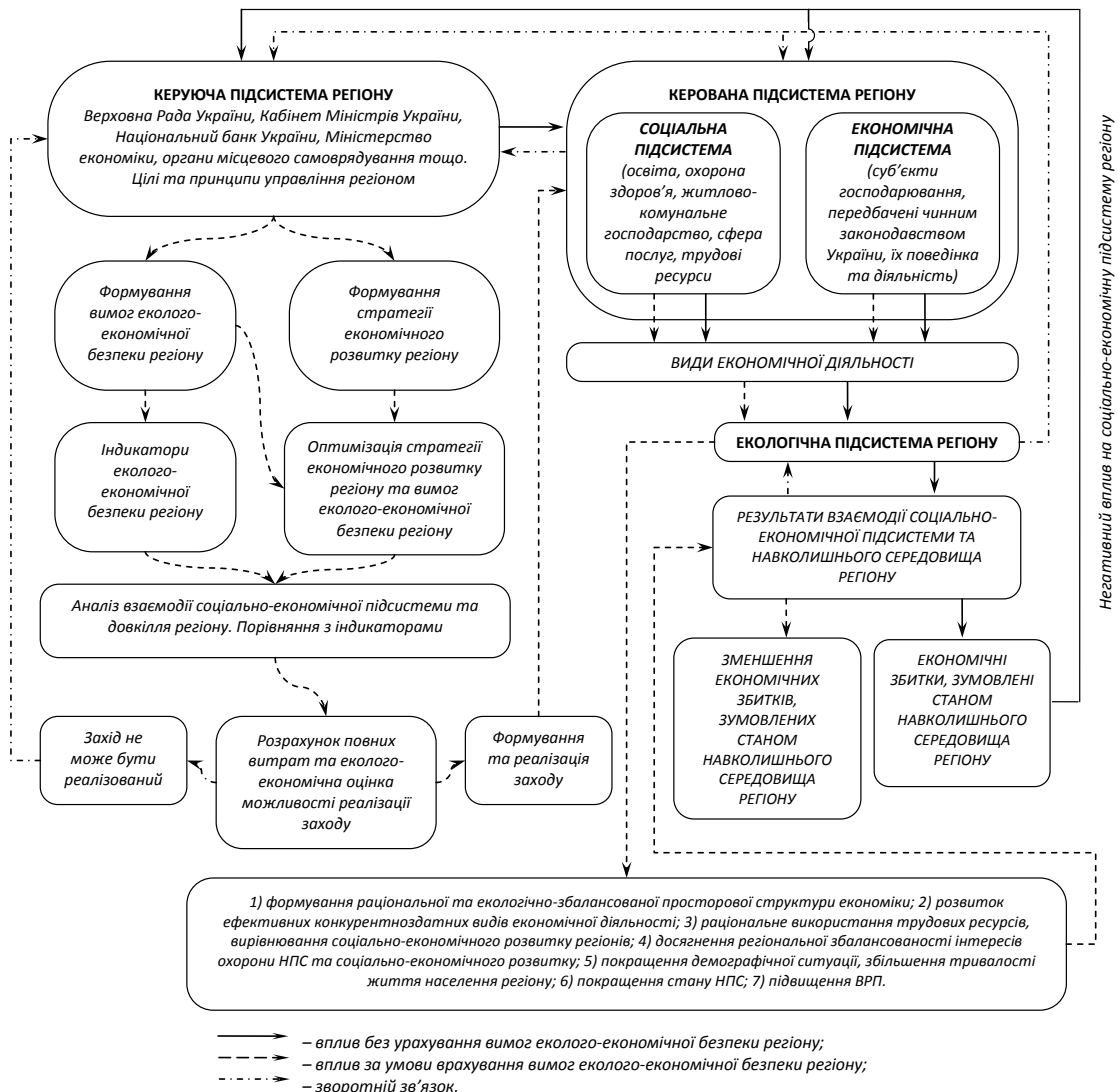 КЕРУЮЧА ПІДСИСТЕМА РЕГІОНУ
Верховна Рада України, Кабінет Міністрів України,
Національний банк України, Міністерство
економіки, органи місцевого самоврядування тощо.
Цілі та принципи управління регіоном
КЕРОВАНА ПІДСИСТЕМА РЕГІОНУ
СОЦІАЛЬНА
ПІДСИСТЕМА
(освіта, охорона
здоров’я, житлово-
комунальне
господарство, сфера
послуг, трудові
ресурси
ЕКОНОМІЧНА
ПІДСИСТЕМА
(суб’єкти
господарювання,
передбачені чинним
законодавством
України, їх поведінка
та діяльність)
Негативний вплив на соціально-економічну підсистему регіону
Формування
вимог еколого-
економічної
безпеки регіону
Формування
стратегії
економічного
розвитку регіону
ВИДИ ЕКОНОМІЧНОЇ ДІЯЛЬНОСТІ
Індикатори
еколого-
економічної
безпеки регіону
Оптимізація стратегії
економічного розвитку
регіону та вимог
еколого-економічної
безпеки регіону
ЕКОЛОГІЧНА ПІДСИСТЕМА РЕГІОНУ
РЕЗУЛЬТАТИ ВЗАЄМОДІЇ СОЦІАЛЬНО-
ЕКОНОМІЧНОЇ ПІДСИСТЕМИ ТА
НАВКОЛИШНЬОГО СЕРЕДОВИЩА
РЕГІОНУ
Аналіз взаємодії соціально-економічної підсистеми та
довкілля регіону. Порівняння з індикаторами
ЗМЕНШЕННЯ
ЕКОНОМІЧНИХ
ЗБИТКІВ,
ЗУМОВЛЕНИХ
СТАНОМ
НАВКОЛИШНЬОГО
СЕРЕДОВИЩА
РЕГІОНУ
ЕКОНОМІЧНІ
ЗБИТКИ, ЗУМОВЛЕНІ
СТАНОМ
НАВКОЛИШНЬОГО
СЕРЕДОВИЩА
РЕГІОНУ
Захід не
може бути
реалізований
Розрахунок повних
витрат та еколого-
економічна оцінка
можливості реалізації
заходу
Формування
та реалізація
заходу
1) формування раціональної та екологічно-збалансованої просторової структури економіки; 2) розвиток
ефективних конкурентноздатних видів економічної діяльності; 3) раціональне використання трудових ресурсів,
вирівнювання соціально-економічного розвитку регіонів; 4) досягнення регіональної збалансованості інтересів
охорони НПС та соціально-економічного розвитку; 5) покращення демографічної ситуації, збільшення тривалості
життя населення регіону; 6) покращення стану НПС; 7) підвищення ВРП.
– вплив без урахування вимог еколого-економічної безпеки регіону;
– вплив за умови врахування вимог еколого-економічної безпеки регіону;
– зворотній зв’язок.